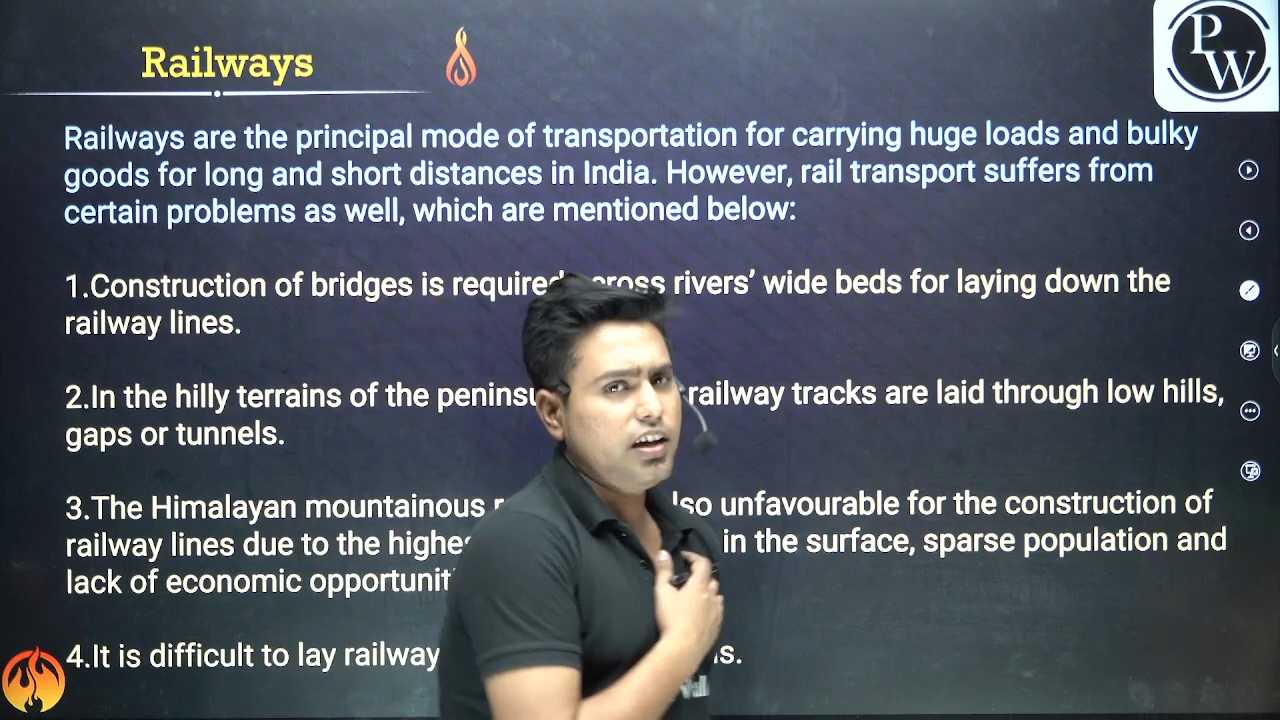 Railways
PW
Railways are the principal mode of transportation for carrying huge loads and bulky
goods for long and short distances in India. However, rail transport suffers from
certain problems as well, which are mentioned below:
1.Construction of bridges is required across rivers’ wide beds for laying down the
railway lines.
2.In the hilly terrains of the railway tracks are laid through low hills,
gaps or tunnels.
3.The Himalayan mountainous also unfavourable for the construction of
railway lines due to the in the surface, sparse population and
lack of economic
4.It is difficult to lay railway